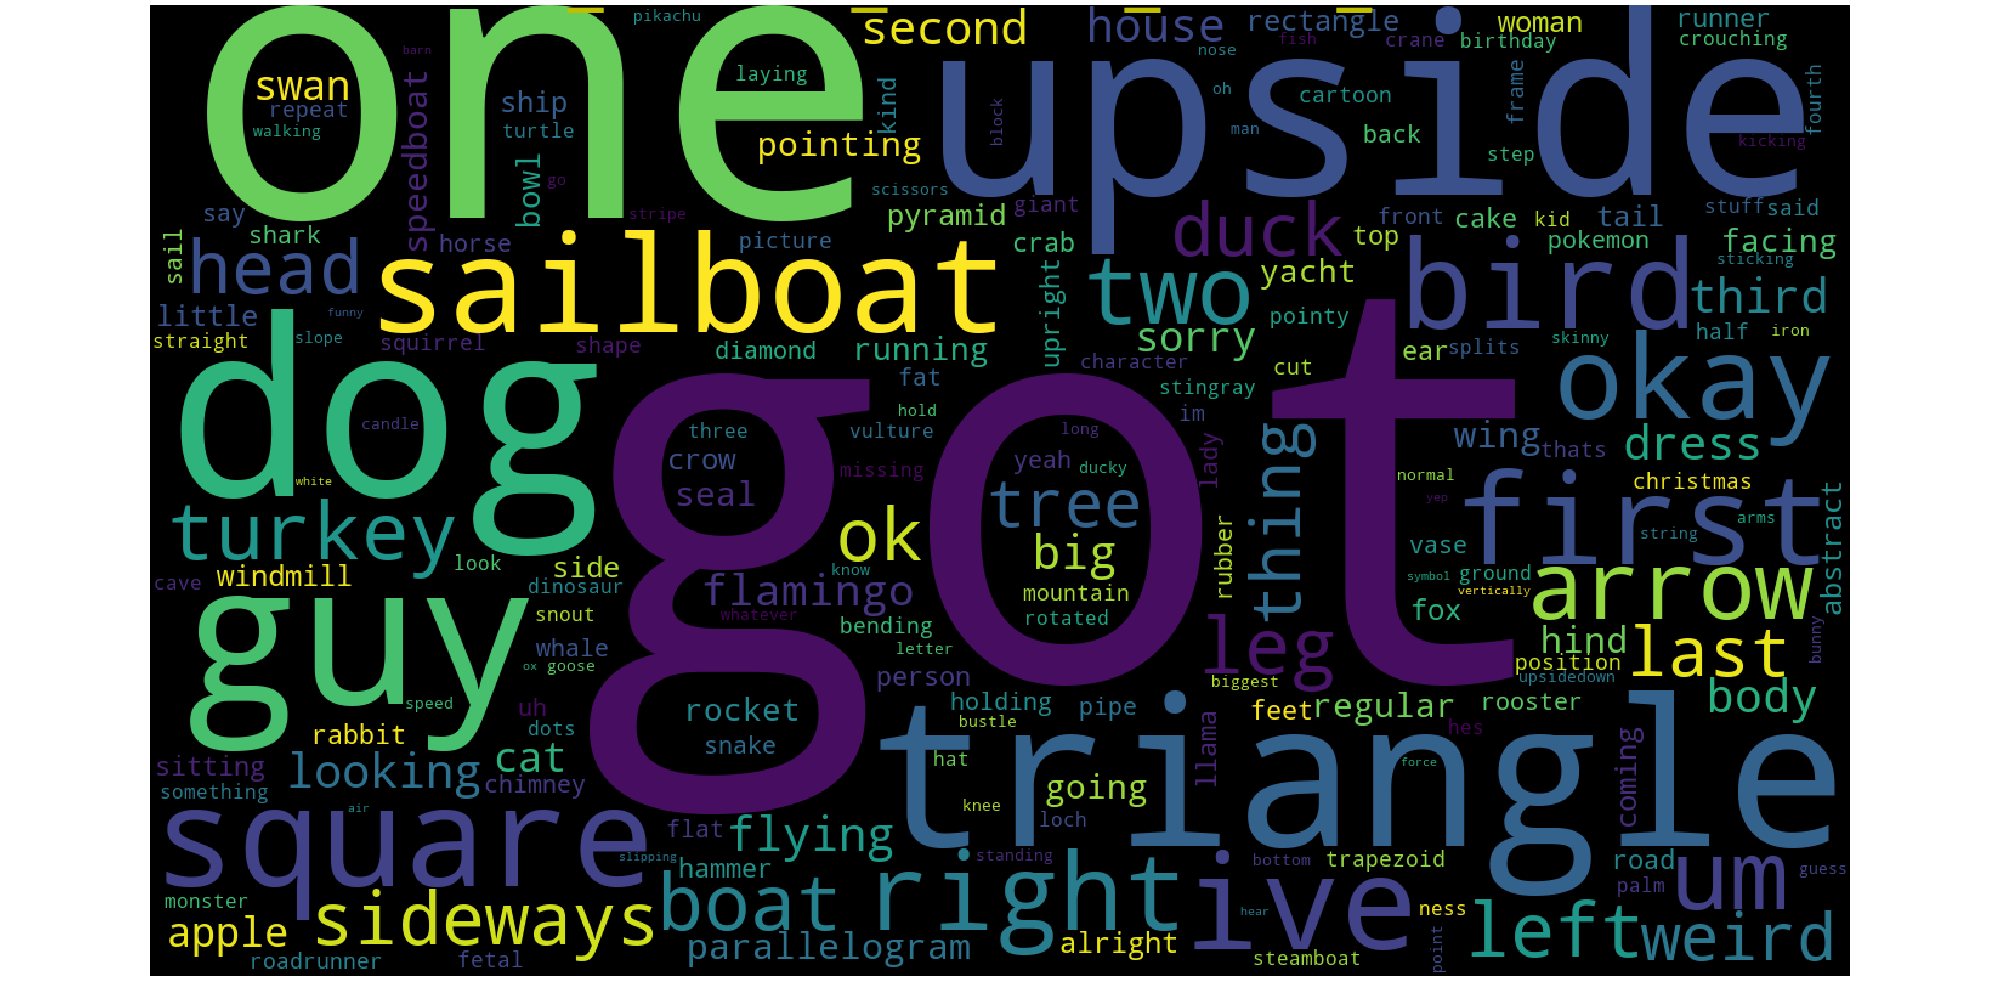 one
pikachu
second
house
rectangle
woman
runner
barn
nose
fish
crane
birthday
crouching
swan
laying
upside
repeat
speedboat
ship
kind
oh
cartoon
frame
fourth
walking
turtle
pointing
block
man
back
kicking
bowl
go
step
scissors
say
stripe
pyramid
giant
duck
front
cake
kid
tail
stuff
said
sail
shark
horse
picture
crab
top
pokemon
facing
head
sailboat
upright
two
yacht
bird
sticking
third
little
funny
pointy
straight
slope
squirrel
shape
diamond
running
sorry
ear
splits
skinny
half
iron
dog
fat
character
cut
okay
stingray
candle
hold
im
three
vulture
long
lady
thing
wing
thats
dress
crow
missing
yeah
ducky
got
normal
christmas
white
seal
tree
first
yep
abstract
turkey
ok
big
rubber
string
arms
vase
look
side
know
cave
windmill
dinosaur
flamingo
mountain
symbol
ground
vertically
arrow
guy
snout
whatever
rotated
fox
bending
whale
letter
leg
hind
last
bunny
ox
goose
person
position
biggest
upsidedown
speed
uh
rocket
holding
pipe
feet
regular
rooster
body
rabbit
dots
snake
bustle
llama
hes
triangle
sitting
looking
cat
hat
force
coming
something
chimney
going
air
knee
square
flat
flying
loch
slipping
hammer
standing
bottom
trapezoid
road
um
guess
monster
boat
right
ive
palm
apple
sideways
hear
ness
left
weird
parallelogram
alright
point
roadrunner
fetal
steamboat